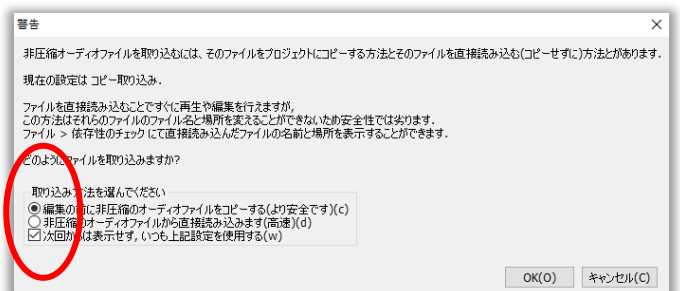 警告
非圧縮オーディオファイルを取り込むには、そのファイルをプロジェクトにコピーする方法とそのファイルを直接読み込む(コピーせずに)方法とがあります.
現在の設定は コピー取り込み.
ファイルを直接読み込むことですぐに再生や編集を行えますが,
この方法はそれらのファイルのファイル名と場所を変えることができないため安全性では劣ります.
ファイル > 依存性のチェック にて直接読み込んだファイルの名前と場所を表示することができます.
どのようにファイルを取り込みますか?
取り込み方法を選んでください
編集の前に非圧縮のオーディオファイルをコピーする(より安全です)(c)
非圧縮のオーディオファイルから直接読み込みます(高速)(d)
次回からは表示せず, いつも上記設定を使用する(w)
OK(O) キャンセル(C)